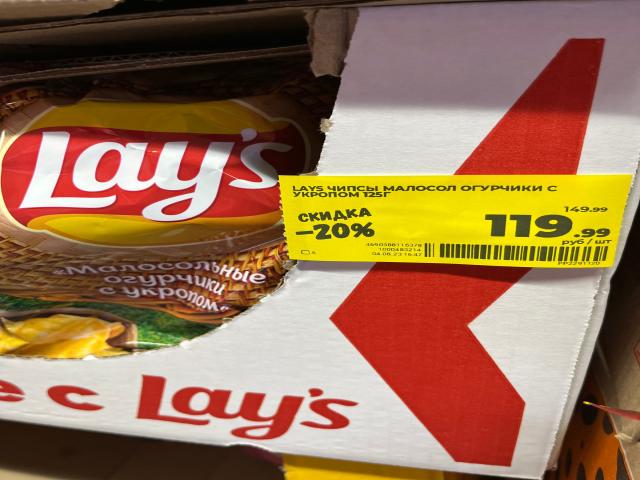 Lay's
«Малосольные
огурчики
с укропом»
LAYS ЧИПСЫ МАЛОСОЛ ОГУРЧИКИ С
УКРОПОМ 125Г
149.99
СКИДКА
–20%
119.99
руб / шт
4690388115378
1000483214
04.08.23 16:47
PP2291120
е с Lay's